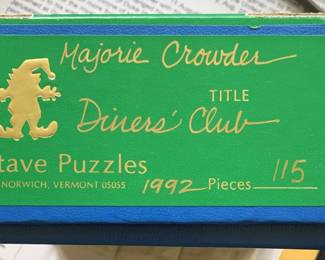 Majorie Crowder
TITLE
Diners' Club
tave Puzzles
NORWICH, VERMONT 05055
1992 Pieces 115